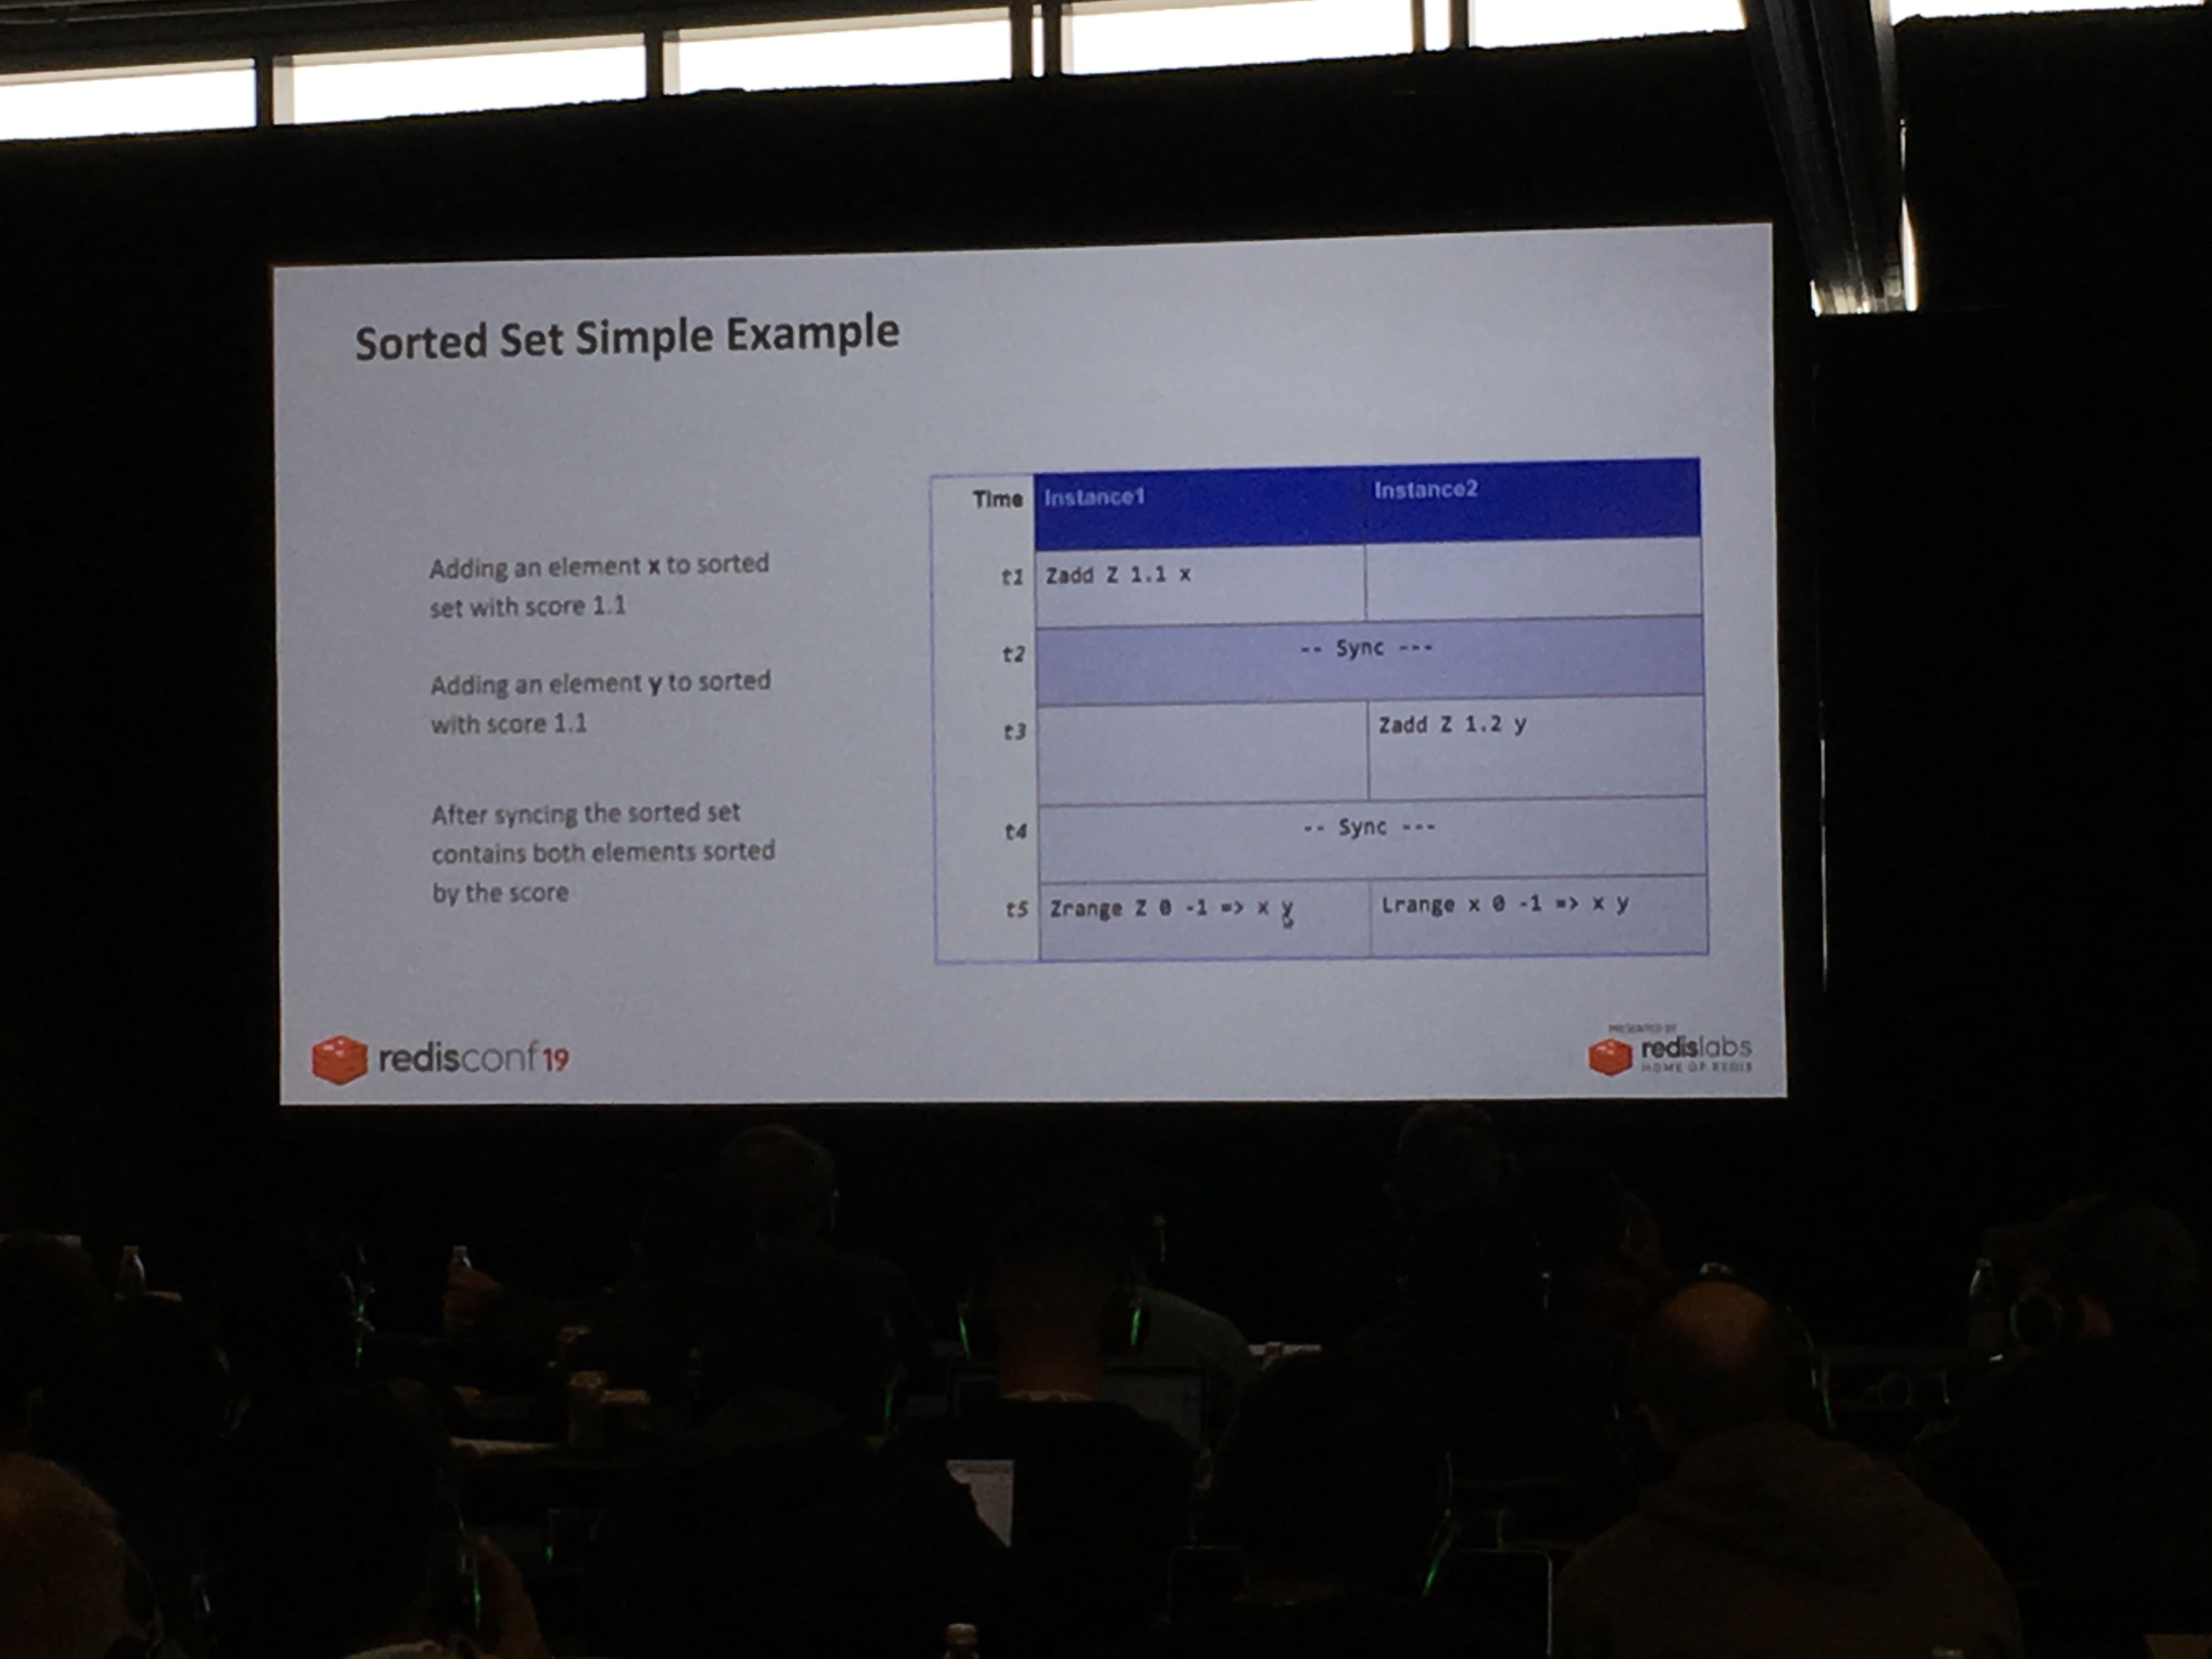 Sorted Set Simple Example
Adding an element x to sorted
set with score 1.1
Adding an element y to sorted
with score 1.1
After syncing the sorted set
contains both elements sorted
by the score
Time Instance1 Instance2
t1 Zadd Z 1.1 x
t2 -- Sync ---
t3 Zadd Z 1.2 y
t4 -- Sync ---
t5 Zrange Z 0 -1 => x y Lrange x 0 -1 => x y
redisconf19
PRESENTED BY
redislabs
HOME OF REDIS